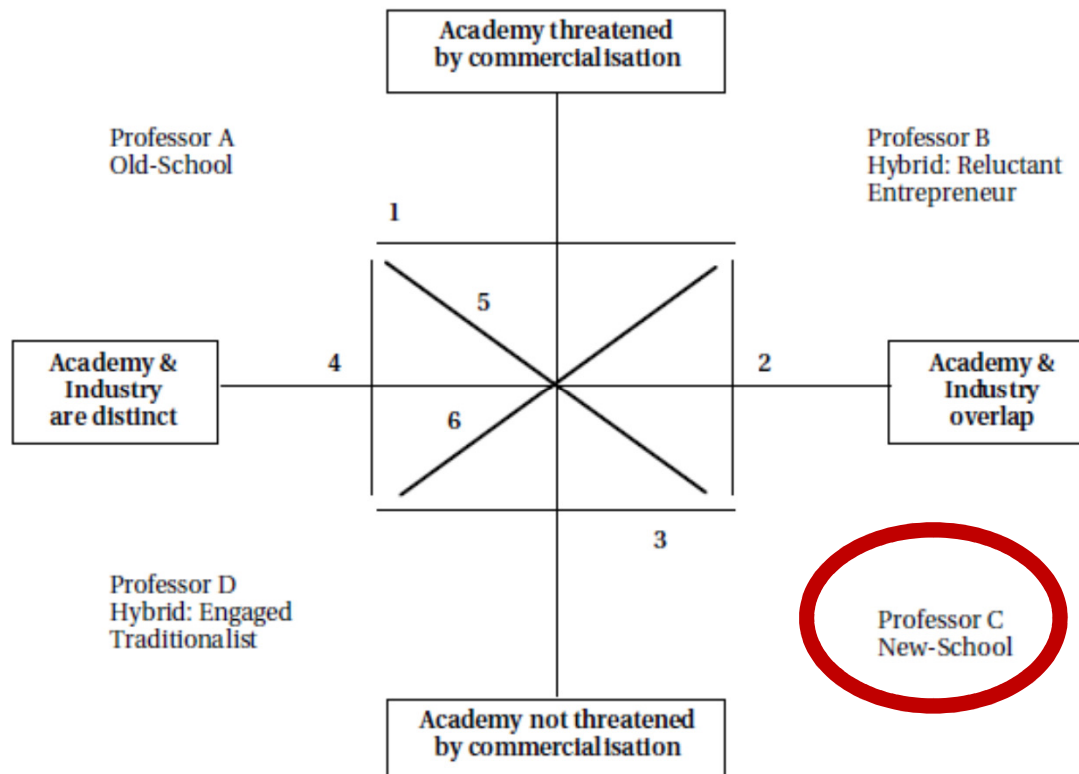 Academy threatened
by commercialisation
Professor A
Old-School
Professor B
Hybrid: Reluctant
Entrepreneur
1
5
Academy &
Industry
are distinct
4
2
Academy &
Industry
overlap
6
3
Professor D
Hybrid: Engaged
Traditionalist
Professor C
New-School
Academy not threatened
by commercialisation